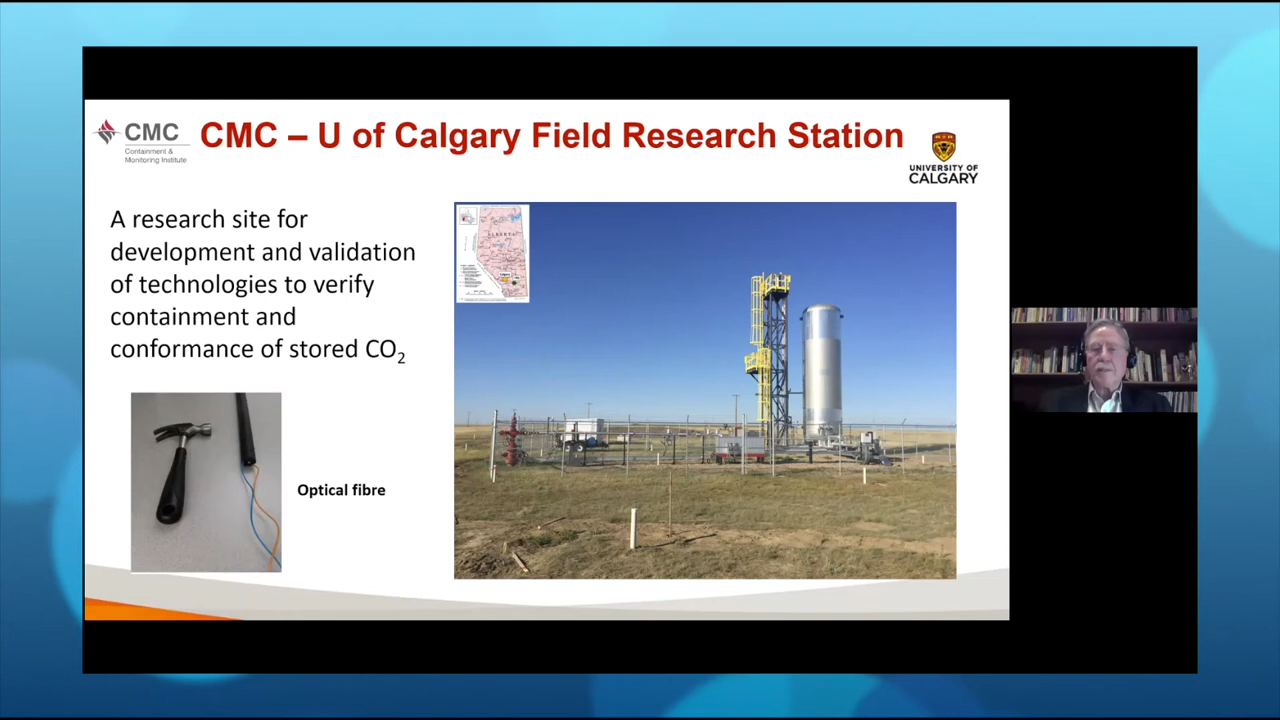 CMC
Containment &
Monitoring Institute
CMC – U of Calgary Field Research Station
UNIVERSITY OF
CALGARY
A research site for
development and validation
of technologies to verify
containment and
conformance of stored CO₂
ALBERTA
Optical fibre